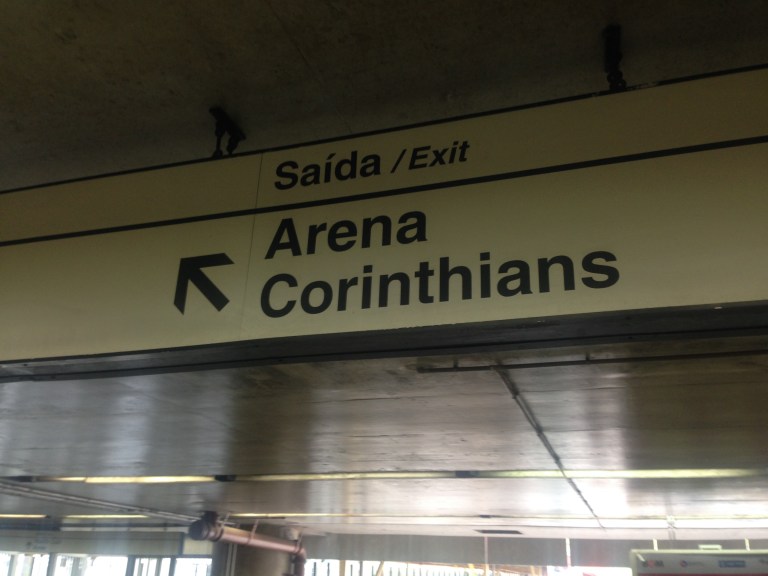 Saída / Exit
Arena
Corinthians